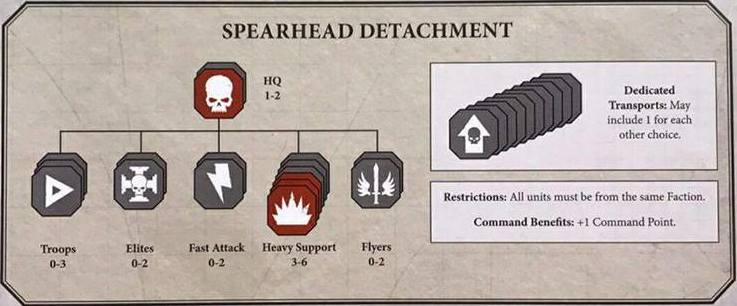 SPEARHEAD DETACHMENT
HQ
1-2
Troops
0-3
Elites
0-2
Fast Attack
0-2
Heavy Support
3-6
Flyers
0-2
Dedicated
Transports: May
include 1 for each
other choice.
Restrictions: All units must be from the same Faction.
Command Benefits: +1 Command Point.